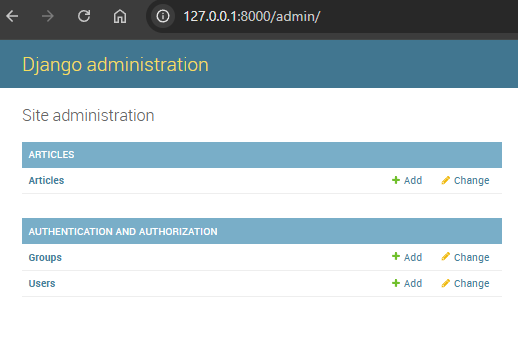 127.0.0.1:8000/admin/
Django administration
Site administration
ARTICLES
Articles Add Change
AUTHENTICATION AND AUTHORIZATION
Groups Add Change
Users Add Change